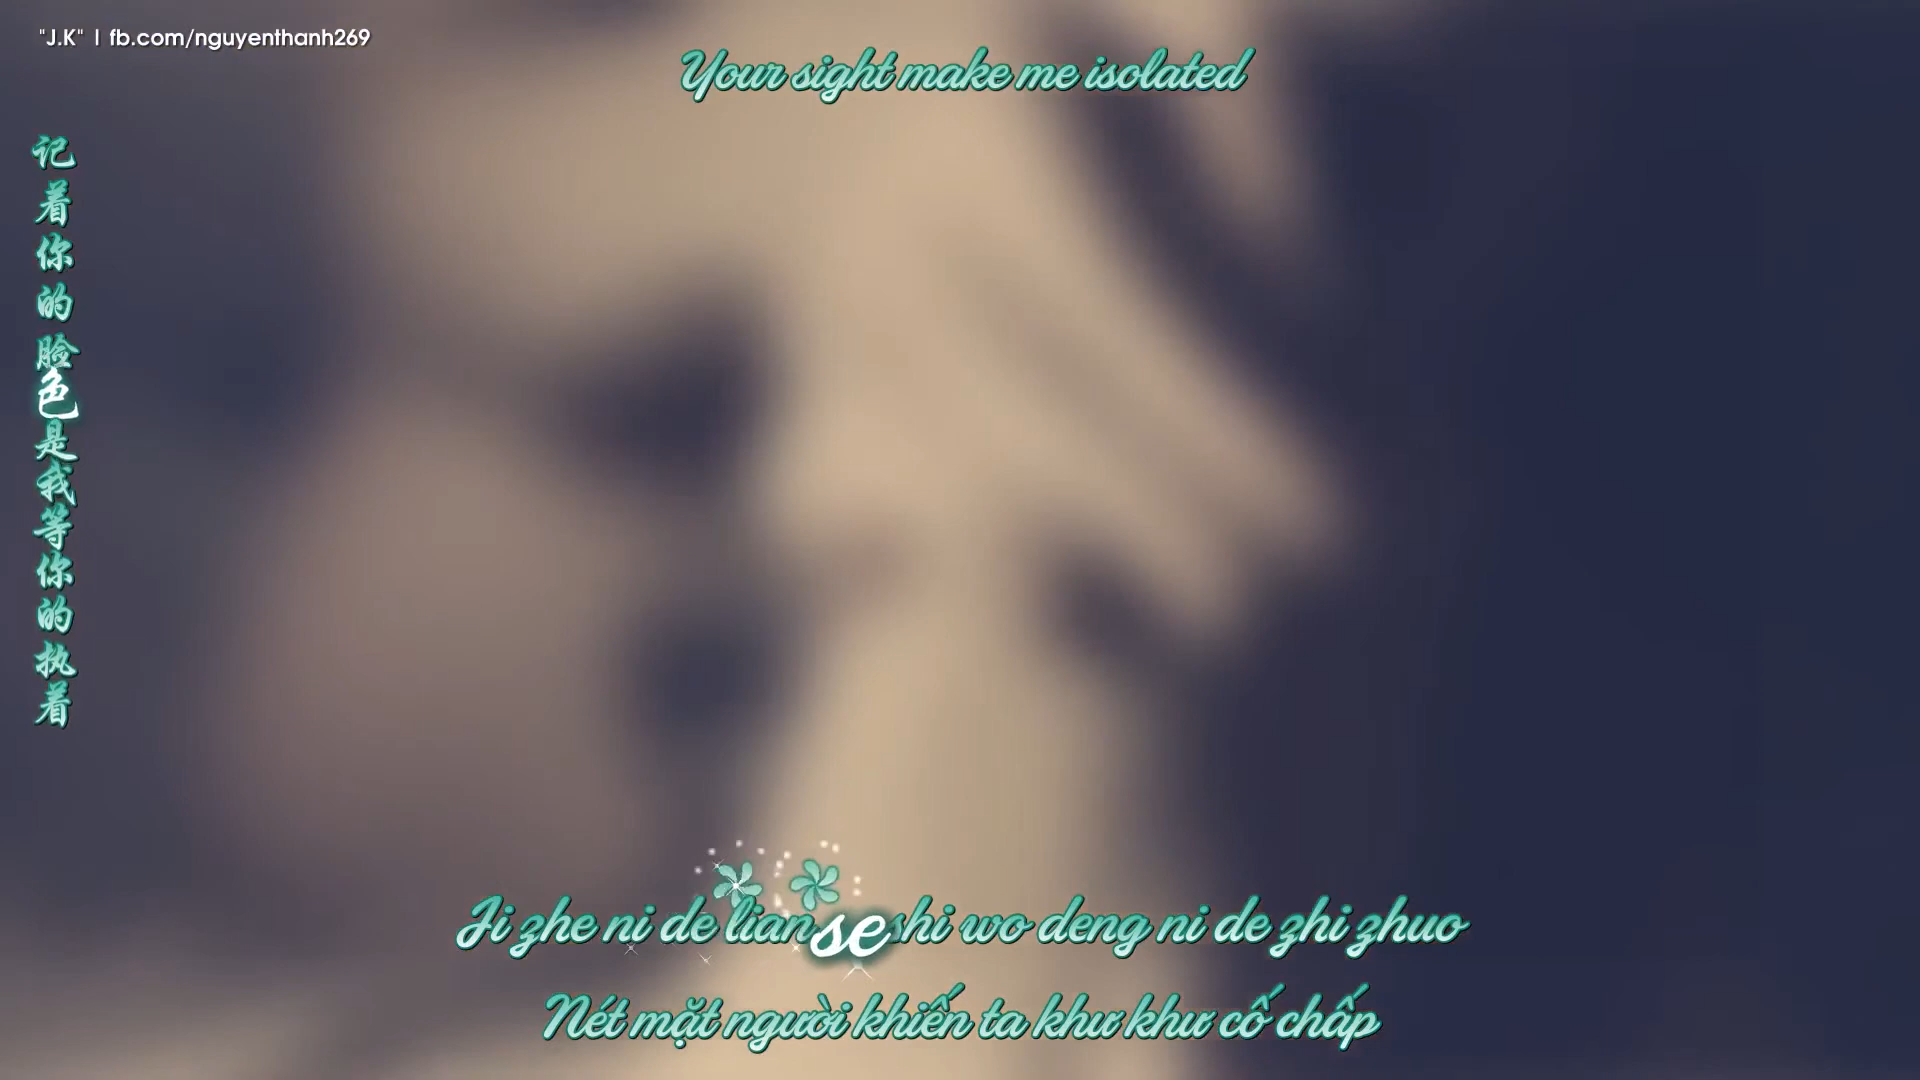 "J.K" | fb.com/nguyenthanh269
Your sight make me isolated
记着你的脸色是我等你的执着
Ji zhe ni de lian se shi wo deng ni de zhi zhuo
Nét mặt người khiến ta khư khư cố chấp